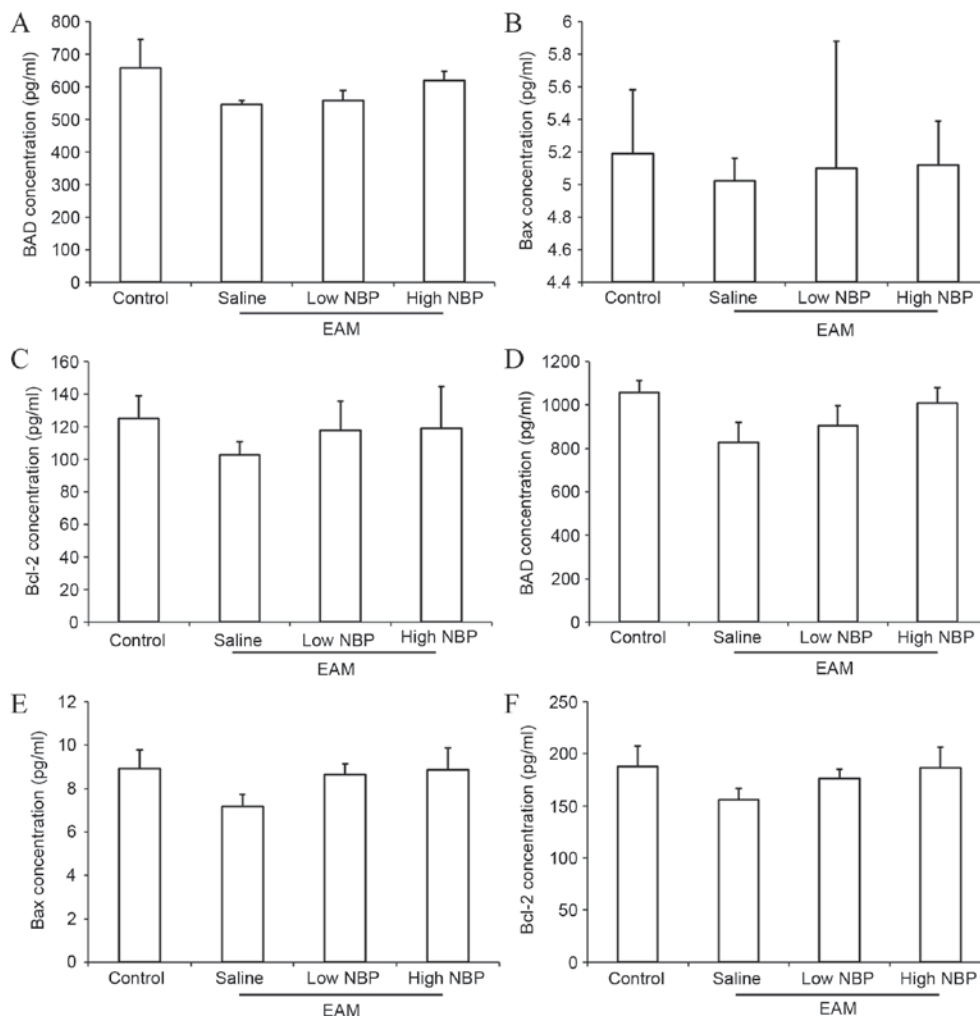 A
BAD concentration (pg/ml)
800
700
600
500
400
300
200
100
0
Control Saline Low NBP High NBP
EAM
B
Bax concentration (pg/ml)
6
5.8
5.6
5.4
5.2
5
4.8
4.6
4.4
Control Saline Low NBP High NBP
EAM
C
Bcl-2 concentration (pg/ml)
160
140
120
100
80
60
40
20
0
Control Saline Low NBP High NBP
EAM
D
BAD concentration (pg/ml)
1200
1000
800
600
400
200
0
Control Saline Low NBP High NBP
EAM
E
Bax concentration (pg/ml)
12
10
8
6
4
2
0
Control Saline Low NBP High NBP
EAM
F
Bcl-2 concentration (pg/ml)
250
200
150
100
50
0
Control Saline Low NBP High NBP
EAM